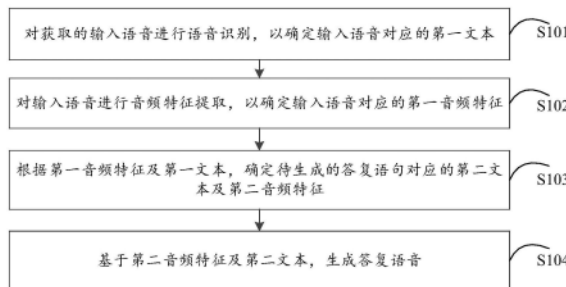 对获取的输入语音进行语音识别，以确定输入语音对应的第一文本
S101
对输入语音进行音频特征提取，以确定输入语音对应的第一音频特征
S102
根据第一音频特征及第一文本，确定待生成的答复语句对应的第二文
本及第二音频特征
S103
基于第二音频特征及第二文本，生成答复语音
S104